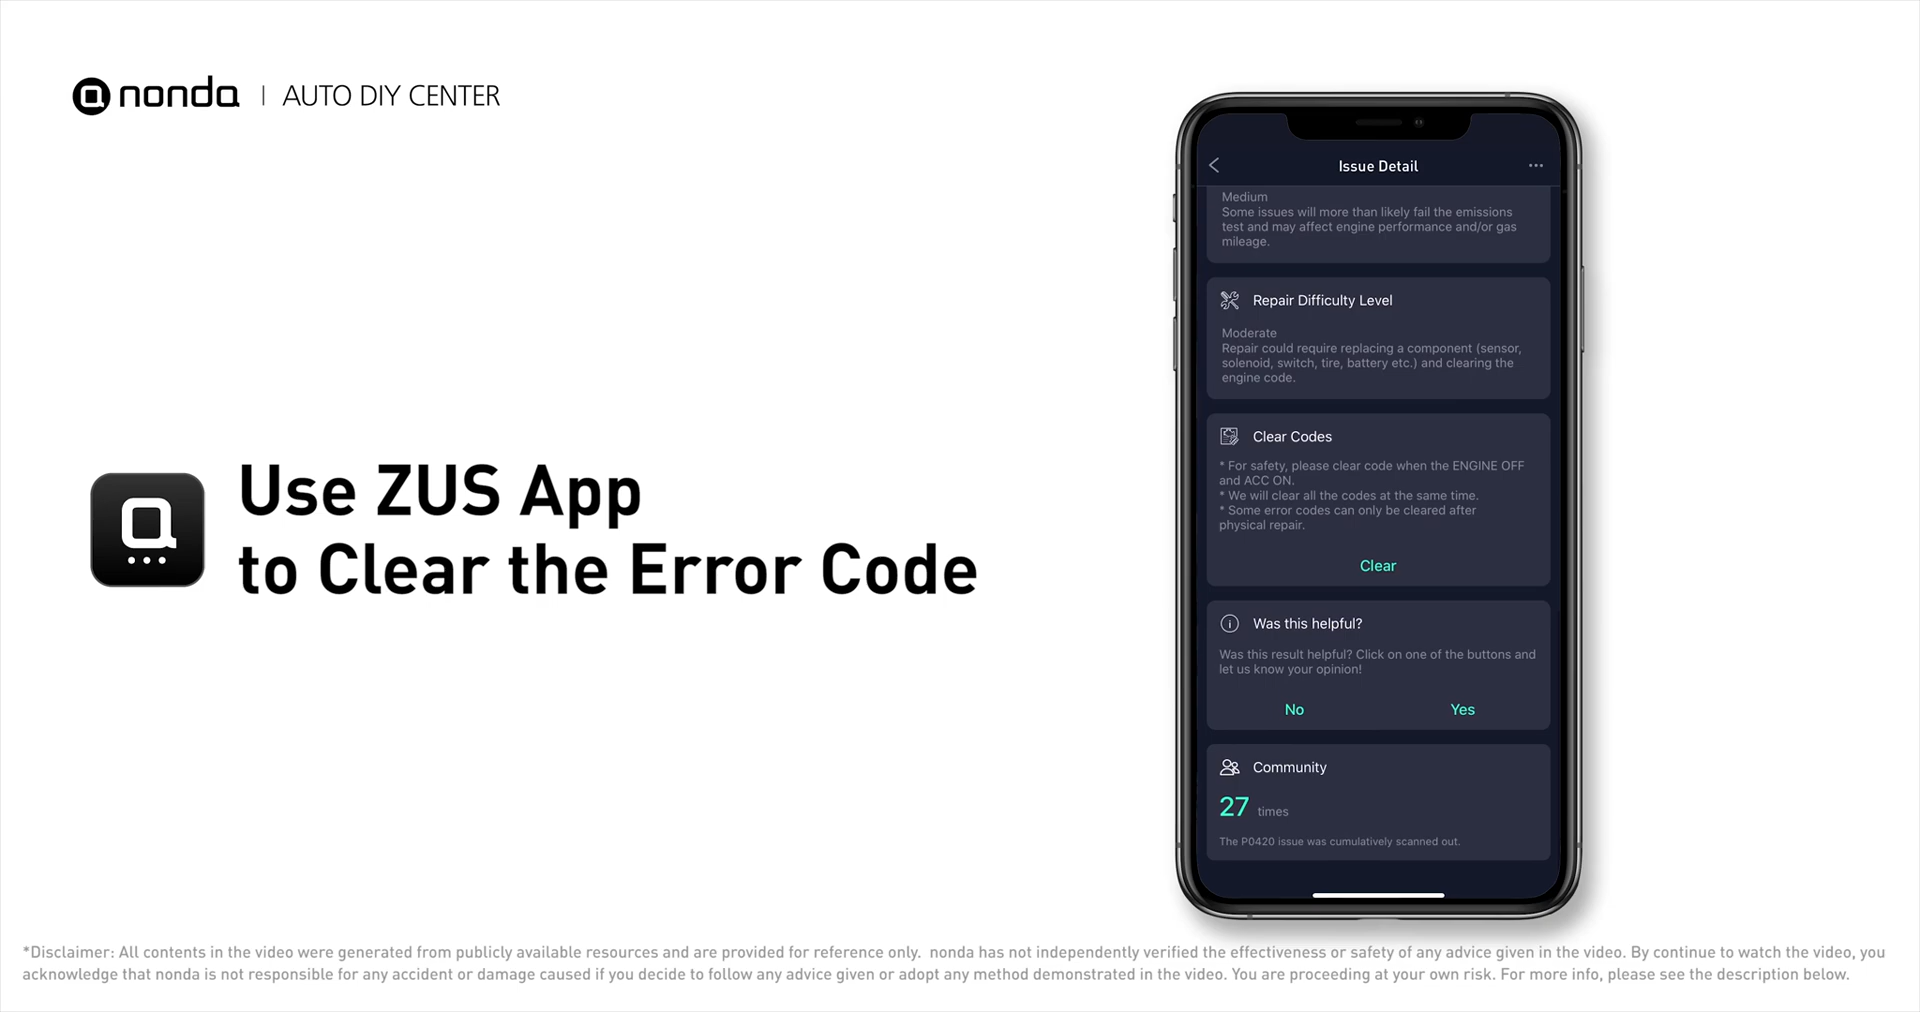 nonda | AUTO DIY CENTER
Use ZUS App
to Clear the Error Code
Issue Detail
Medium
Some issues will more than likely fail the emissions
test and may affect engine performance and/or gas
mileage.
Repair Difficulty Level
Moderate
Repair could require replacing a component (sensor,
solenoid, switch, tire, battery etc.) and clearing the
engine code.
Clear Codes
* For safety, please clear code when the ENGINE OFF
and ACC ON.
* We will clear all the codes at the same time.
* Some error codes can only be cleared after
physical repair.
Clear
Was this helpful?
Was this result helpful? Click on one of the buttons and
let us know your opinion!
No Yes
Community
27 times
The P0420 issue was cumulatively scanned out.
*Disclaimer: All contents in the video were generated from publicly available resources and are provided for reference only. nonda has not independently verified the effectiveness or safety of any advice given in the video. By continue to watch the video, you
acknowledge that nonda is not responsible for any accident or damage caused if you decide to follow any advice given or adopt any method demonstrated in the video. You are proceeding at your own risk. For more info, please see the description below.